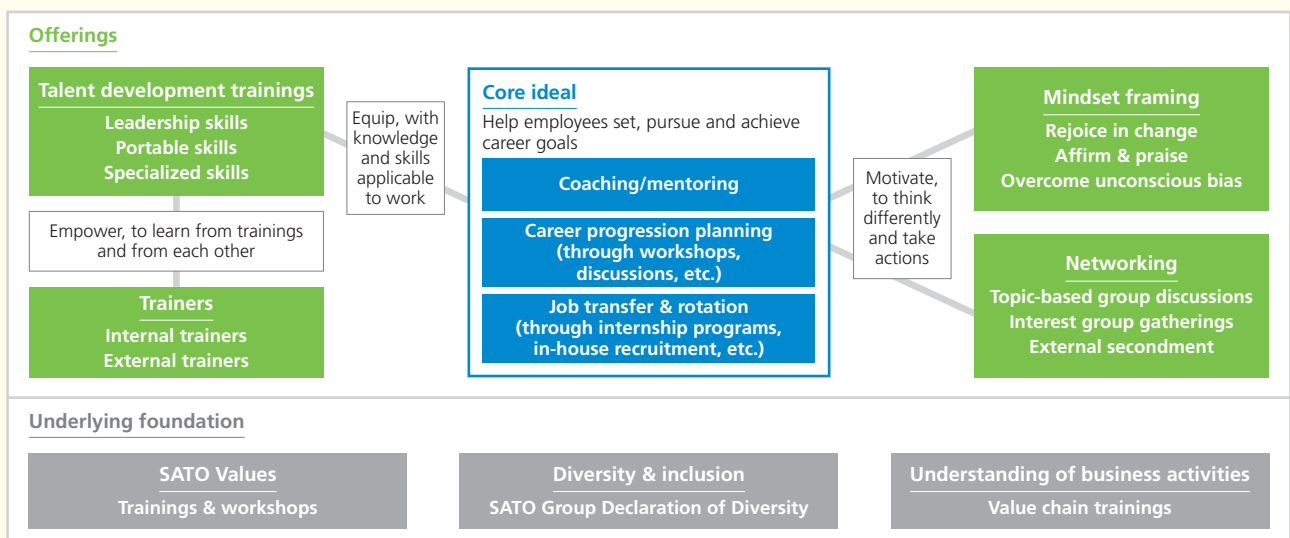 Offerings
Talent development trainings
Leadership skills
Portable skills
Specialized skills
Empower, to learn from trainings
and from each other
Trainers
Internal trainers
External trainers
Equip, with
knowledge
and skills
applicable
to work
Core ideal
Help employees set, pursue and achieve
career goals
Coaching/mentoring
Career progression planning
(through workshops,
discussions, etc.)
Job transfer & rotation
(through internship programs,
in-house recruitment, etc.)
Motivate,
to think
differently
and take
actions
Mindset framing
Rejoice in change
Affirm & praise
Overcome unconscious bias
Networking
Topic-based group discussions
Interest group gatherings
External secondment
Underlying foundation
SATO Values
Trainings & workshops
Diversity & inclusion
SATO Group Declaration of Diversity
Understanding of business activities
Value chain trainings